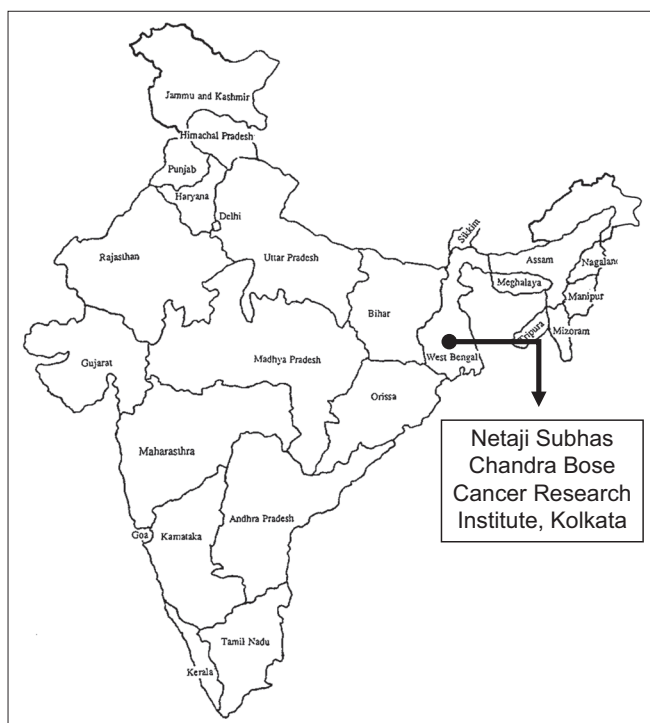 Jammu and Kashmir
Himachal Pradesh
Punjab
Haryana
Delhi
Sikkim
Rajasthan
Uttar Pradesh
Assam
Nagaland
Meghalaya
Bihar
Manipur
Tripura
Mizoram
Gujarat
Madhya Pradesh
West Bengal
Orissa
Maharasthra
Netaji Subhas
Chandra Bose
Cancer Research
Institute, Kolkata
Andhra Pradesh
Goa
Karnataka
Tamil Nadu
Kerala